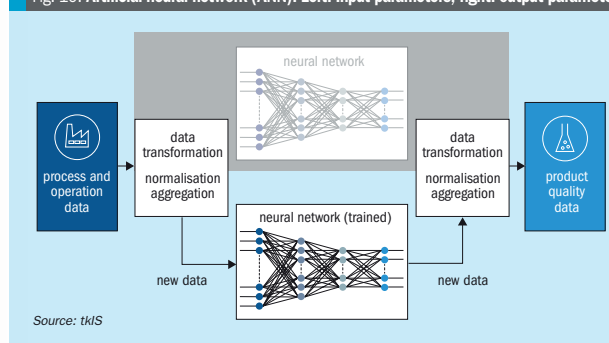 Artificial neural network (ANN). Left: input parameters, right: output
neural network
process and
operation
data
data
transformation
normalisation
aggregation
data
transformation
normalisation
aggregation
product
quality
data
neural network (trained)
new data
new data
Source: tkIS